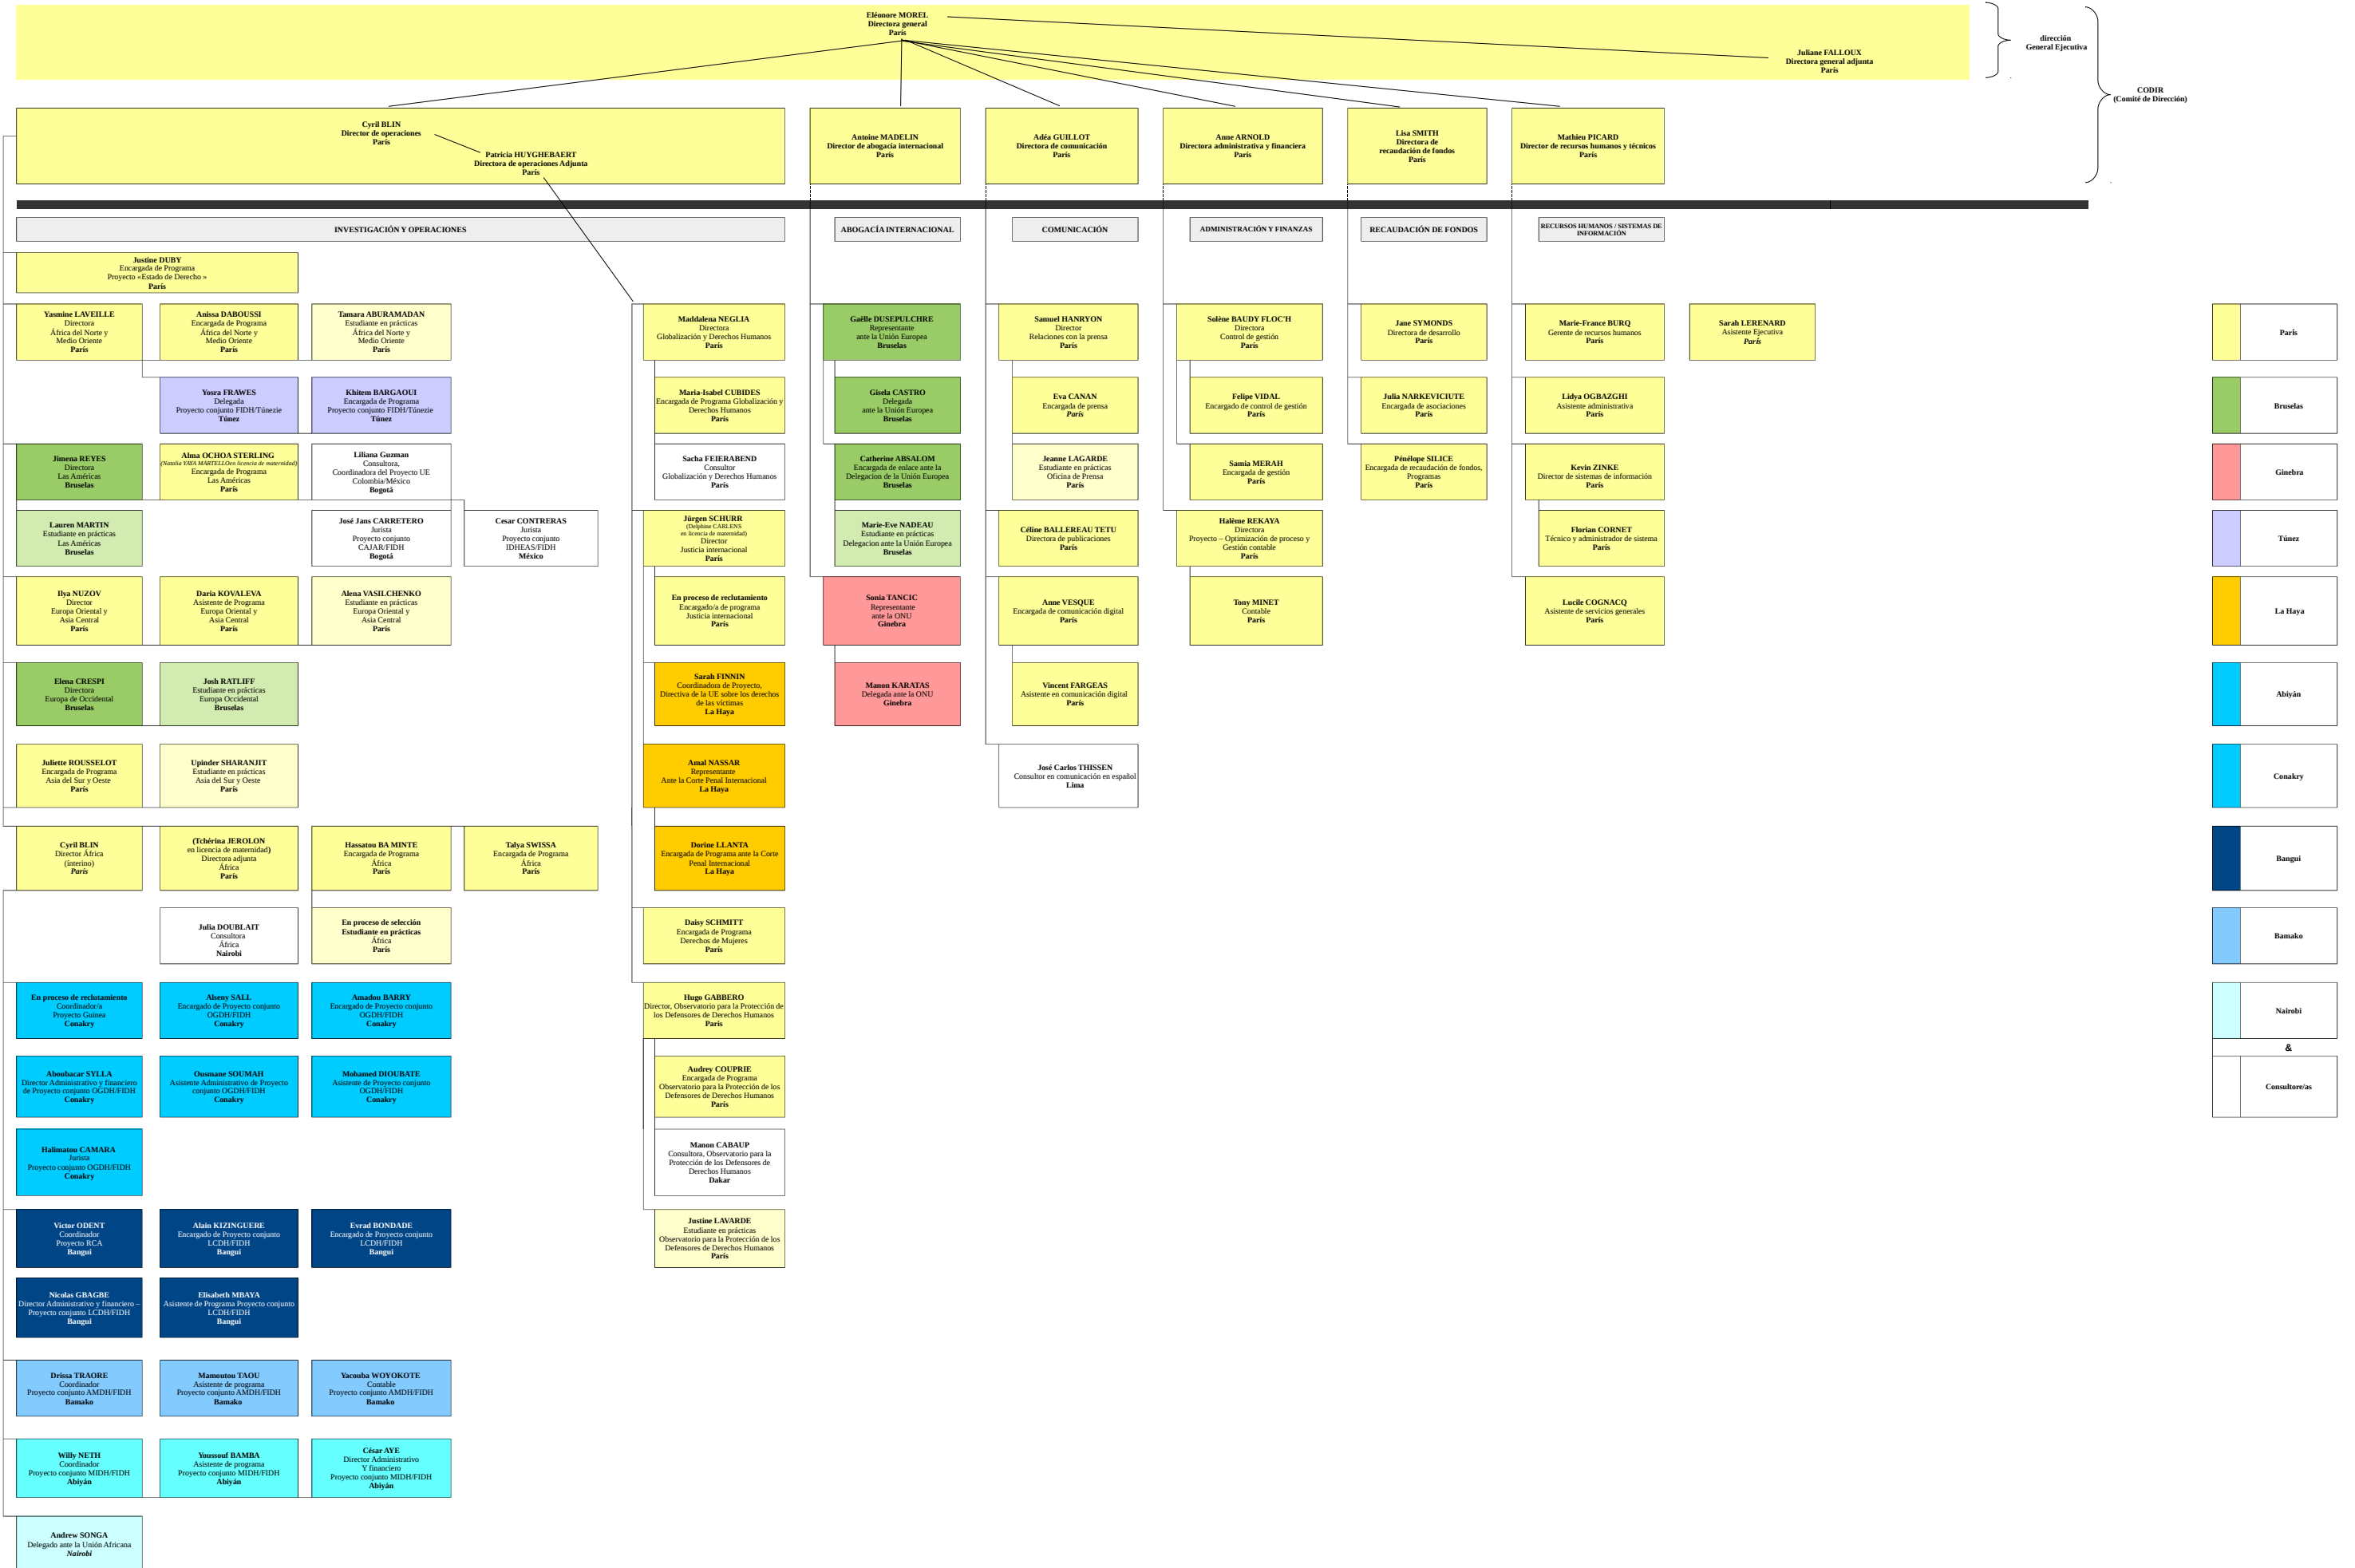 Eléonore MOREL
Directora general
París
Juliane FALLOUX
Directora general adjunta
París
dirección
General Ejecutiva
CODIR
(Comité de Dirección)
Cyril BLIN
Director de operaciones
París
Patricia HUYGHEBAERT
Directora de operaciones Adjunta
París
Antoine MADELIN
Director de abogacía internacional
París
Adéa GUILLOT
Directora de comunicación
París
Anne ARNOLD
Directora administrativa y financiera
París
Lisa SMITH
Directora de
recaudación de fondos
París
Mathieu PICARD
Director de recursos humanos y técnicos
París
INVESTIGACIÓN Y OPERACIONES
ABOGACÍA INTERNACIONAL
COMUNICACIÓN
ADMINISTRACIÓN Y FINANZAS
RECAUDACIÓN DE FONDOS
RECURSOS HUMANOS / SISTEMAS DE
INFORMACIÓN
Justine DUBY
Encargada de Programa
Proyecto «Estado de Derecho »
París
Yasmine LAVEILLE
Directora
África del Norte y
Medio Oriente
París
Anissa DABOUSSI
Encargada de Programa
África del Norte y
Medio Oriente
París
Tamara ABURAMADAN
Estudiante en prácticas
África del Norte y
Medio Oriente
París
Maddalena NEGLIA
Directora
Globalización y Derechos Humanos
París
Gaëlle DUSEPULCHRE
Representante
ante la Unión Europea
Bruselas
Samuel HANRYON
Director
Relaciones con la prensa
París
Solène BAUDY FLOC'H
Directora
Control de gestión
París
Jane SYMONDS
Directora de desarrollo
París
Marie-France BURQ
Gerente de recursos humanos
París
Sarah LERENARD
Asistente Ejecutiva
París
París
Yosra FRAWES
Delegada
Proyecto conjunto FIDH/Túnezie
Túnez
Khitem BARGAOUI
Encargada de Programa
Proyecto conjunto FIDH/Túnezie
Túnez
Maria-Isabel CUBIDES
Encargada de Programa Globalización y
Derechos Humanos
París
Gisela CASTRO
Delegada
ante la Unión Europea
Bruselas
Eva CANAN
Encargada de prensa
París
Felipe VIDAL
Encargado de control de gestión
París
Julia NARKEVICIUTE
Encargada de asociaciones
París
Lidya OGBAZGHI
Asistente administrativa
París
Bruselas
Jimena REYES
Directora
Las Américas
Bruselas
Alma OCHOA STERLING
(Natalia YAYA MARTELLOen licencia de maternidad)
Encargada de Programa
Las Américas
París
Liliana Guzman
Consultora,
Coordinadora del Proyecto UE
Colombia/México
Bogotá
Sacha FEIERABEND
Consultor
Globalización y Derechos Humanos
París
Catherine ABSALOM
Encargada de enlace ante la
Delegacion de la Unión Europea
Bruselas
Jeanne LAGARDE
Estudiante en prácticas
Oficina de Prensa
París
Samia MERAH
Encargada de gestión
París
Pénélope SILICE
Encargada de recaudación de fondos,
Programas
París
Kevin ZINKE
Director de sistemas de información
París
Ginebra
Lauren MARTIN
Estudiante en prácticas
Las Américas
Bruselas
José Jans CARRETERO
Jurista
Proyecto conjunto
CAJAR/FIDH
Bogotá
Cesar CONTRERAS
Jurista
Proyecto conjunto
IDHEAS/FIDH
México
Jürgen SCHURR
(Delphine CARLENS
en licencia de maternidad)
Director
Justicia internacional
París
Marie-Eve NADEAU
Estudiante en prácticas
Delegacion ante la Unión Europea
Bruselas
Céline BALLEREAU TETU
Directora de publicaciones
París
Halème REKAYA
Directora
Proyecto – Optimización de proceso y
Gestión contable
París
Florian CORNET
Técnico y administrador de sistema
París
Túnez
Ilya NUZOV
Director
Europa Oriental y
Asia Central
París
Daria KOVALEVA
Asistente de Programa
Europa Oriental y
Asia Central
París
Alena VASILCHENKO
Estudiante en prácticas
Europa Oriental y
Asia Central
París
En proceso de reclutamiento
Encargado/a de programa
Justicia internacional
París
Sonia TANCIC
Representante
ante la ONU
Ginebra
Anne VESQUE
Encargada de comunicación digital
París
Tony MINET
Contable
París
Lucile COGNACQ
Asistente de servicios generales
París
La Haya
Elena CRESPI
Directora
Europa de Occidental
Bruselas
Josh RATLIFF
Estudiante en prácticas
Europa Occidental
Bruselas
Sarah FINNIN
Coordinadora de Proyecto,
Directiva de la UE sobre los derechos
de las víctimas
La Haya
Manon KARATAS
Delegada ante la ONU
Ginebra
Vincent FARGEAS
Asistente en comunicación digital
París
Abiyán
Juliette ROUSSELOT
Encargada de Programa
Asia del Sur y Oeste
París
Upinder SHARANJIT
Estudiante en prácticas
Asia del Sur y Oeste
París
Amal NASSAR
Representante
Ante la Corte Penal Internacional
La Haya
José Carlos THISSEN
Consultor en comunicación en español
Lima
Conakry
Cyril BLIN
Director África
(interino)
París
(Tchérina JEROLON
en licencia de maternidad)
Directora adjunta
África
París
Hassatou BA MINTE
Encargada de Programa
África
París
Talya SWISSA
Encargada de Programa
África
París
Dorine LLANTA
Encargada de Programa ante la Corte
Penal Internacional
La Haya
Bangui
Julia DOUBLAIT
Consultora
África
Nairobi
En proceso de selección
Estudiante en prácticas
África
París
Daisy SCHMITT
Encargada de Programa
Derechos de Mujeres
París
Bamako
En proceso de reclutamiento
Coordinador/a
Proyecto Guinea
Conakry
Alseny SALL
Encargado de Proyecto conjunto
OGDH/FIDH
Conakry
Amadou BARRY
Encargado de Proyecto conjunto
OGDH/FIDH
Conakry
Hugo GABBERO
Director, Observatorio para la Protección de
los Defensores de Derechos Humanos
Paris
Nairobi
&
Aboubacar SYLLA
Director Administrativo y financiero
de Proyecto conjunto OGDH/FIDH
Conakry
Ousmane SOUMAH
Asistente Administrativo de Proyecto
conjunto OGDH/FIDH
Conakry
Mohamed DIOUBATE
Asistente de Proyecto conjunto
OGDH/FIDH
Conakry
Audrey COUPRIE
Encargada de Programa
Observatorio para la Protección de los
Defensores de Derechos Humanos
París
Consultore/as
Halimatou CAMARA
Jurista
Proyecto conjunto OGDH/FIDH
Conakry
Manon CABAUP
Consultora, Observatorio para la
Protección de los Defensores de
Derechos Humanos
Dakar
Victor ODENT
Coordinador
Proyecto RCA
Bangui
Alain KIZINGUERE
Encargado de Proyecto conjunto
LCDH/FIDH
Bangui
Evrad BONDADE
Encargado de Proyecto conjunto
LCDH/FIDH
Bangui
Justine LAVARDE
Estudiante en prácticas
Observatorio para la Protección de los
Defensores de Derechos Humanos
París
Nicolas GBAGBE
Director Administrativo y financiero –
Proyecto conjunto LCDH/FIDH
Bangui
Elisabeth MBAYA
Asistente de Programa Proyecto conjunto
LCDH/FIDH
Bangui
Drissa TRAORE
Coordinador
Proyecto conjunto AMDH/FIDH
Bamako
Mamoutou TAOU
Asistente de programa
Proyecto conjunto AMDH/FIDH
Bamako
Yacouba WOYOKOTE
Contable
Proyecto conjunto AMDH/FIDH
Bamako
Willy NETH
Coordinador
Proyecto conjunto MIDH/FIDH
Abiyán
Youssouf BAMBA
Asistente de programa
Proyecto conjunto MIDH/FIDH
Abiyán
César AYE
Director Administrativo
Y financiero
Proyecto conjunto MIDH/FIDH
Abiyán
Andrew SONGA
Delegado ante la Unión Africana
Nairobi